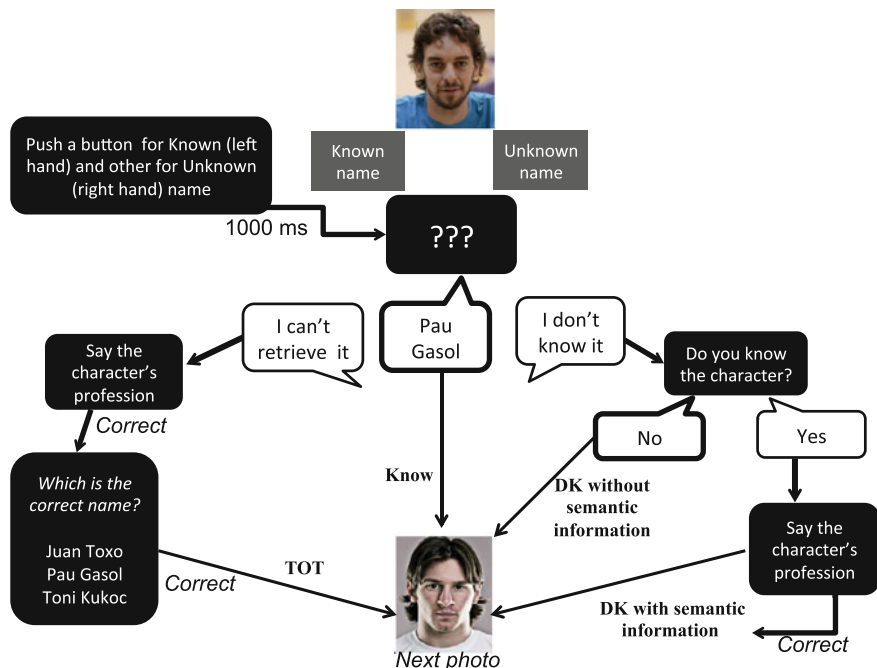 Push a button for Known (left
hand) and other for Unknown
(right hand) name
Known
name
Unknown
name
1000 ms
???
I can't
retrieve it
Pau
Gasol
I don't
know it
Say the
character's
profession
Do you know
the character?
Correct
No
Yes
Which is the
correct name?
Juan Toxo
Pau Gasol
Toni Kukoc
Know
DK without
semantic
information
Say the
character's
profession
TOT
Correct
DK with semantic
information
Correct
Next photo